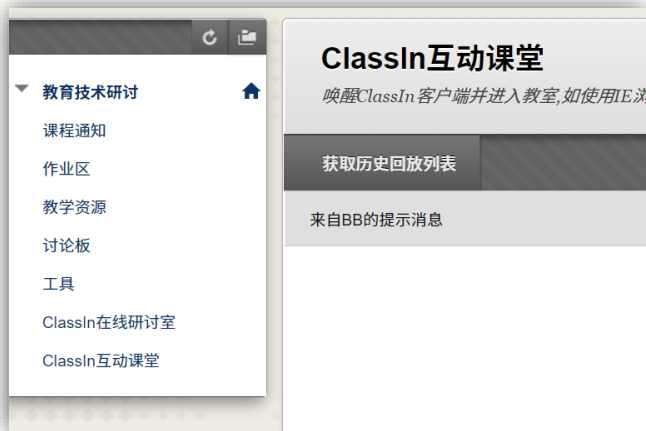 教育技术研讨
课程通知
作业区
教学资源
讨论板
工具
ClassIn在线研讨室
ClassIn互动课堂
ClassIn互动课堂
唤醒ClassIn客户端并进入教室,如使用IE浏
获取历史回放列表
来自BB的提示消息